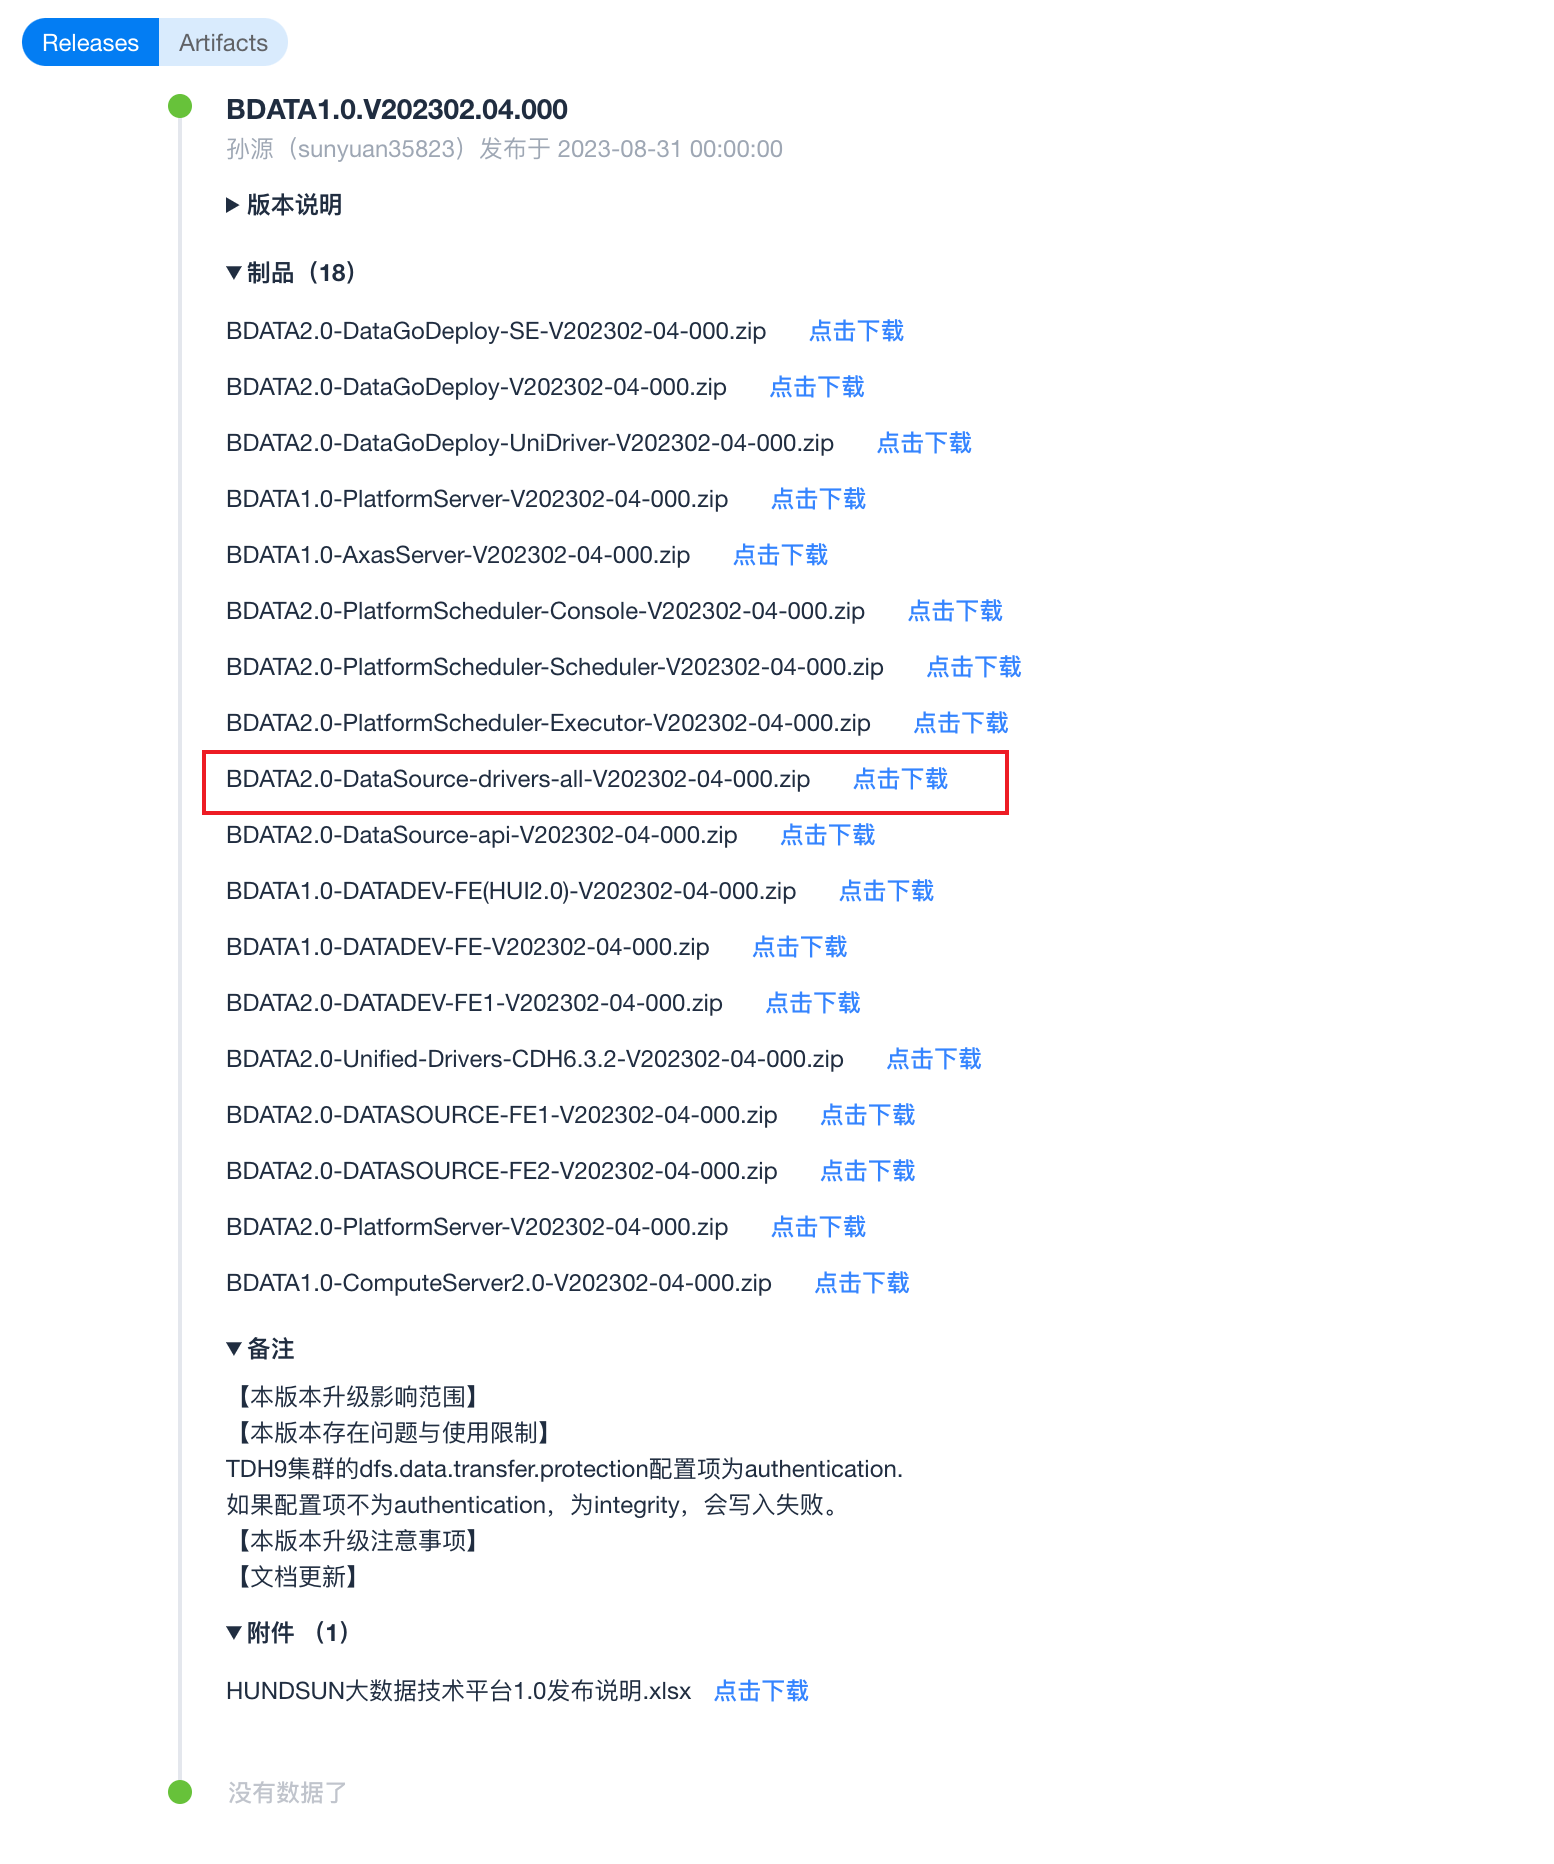 Releases Artifacts
BDATA1.0.V202302.04.000
孙源（sunyuan35823）发布于 2023-08-31 00:00:00
版本说明
制品（18）
BDATA2.0-DataGoDeploy-SE-V202302-04-000.zip 点击下载
BDATA2.0-DataGoDeploy-V202302-04-000.zip 点击下载
BDATA2.0-DataGoDeploy-UniDriver-V202302-04-000.zip 点击下载
BDATA1.0-PlatformServer-V202302-04-000.zip 点击下载
BDATA1.0-AxasServer-V202302-04-000.zip 点击下载
BDATA2.0-PlatformScheduler-Console-V202302-04-000.zip 点击下载
BDATA2.0-PlatformScheduler-Scheduler-V202302-04-000.zip 点击下载
BDATA2.0-PlatformScheduler-Executor-V202302-04-000.zip 点击下载
BDATA2.0-DataSource-drivers-all-V202302-04-000.zip 点击下载
BDATA2.0-DataSource-api-V202302-04-000.zip 点击下载
BDATA1.0-DATADEV-FE(HUI2.0)-V202302-04-000.zip 点击下载
BDATA1.0-DATADEV-FE-V202302-04-000.zip 点击下载
BDATA2.0-DATADEV-FE1-V202302-04-000.zip 点击下载
BDATA2.0-Unified-Drivers-CDH6.3.2-V202302-04-000.zip 点击下载
BDATA2.0-DATASOURCE-FE1-V202302-04-000.zip 点击下载
BDATA2.0-DATASOURCE-FE2-V202302-04-000.zip 点击下载
BDATA2.0-PlatformServer-V202302-04-000.zip 点击下载
BDATA1.0-ComputeServer2.0-V202302-04-000.zip 点击下载
备注
【本版本升级影响范围】
【本版本存在问题与使用限制】
TDH9集群的dfs.data.transfer.protection配置项为authentication.
如果配置项不为authentication，为integrity，会写入失败。
【本版本升级注意事项】
【文档更新】
附件 （1）
HUNDSUN大数据技术平台1.0发布说明.xlsx 点击下载
没有数据了